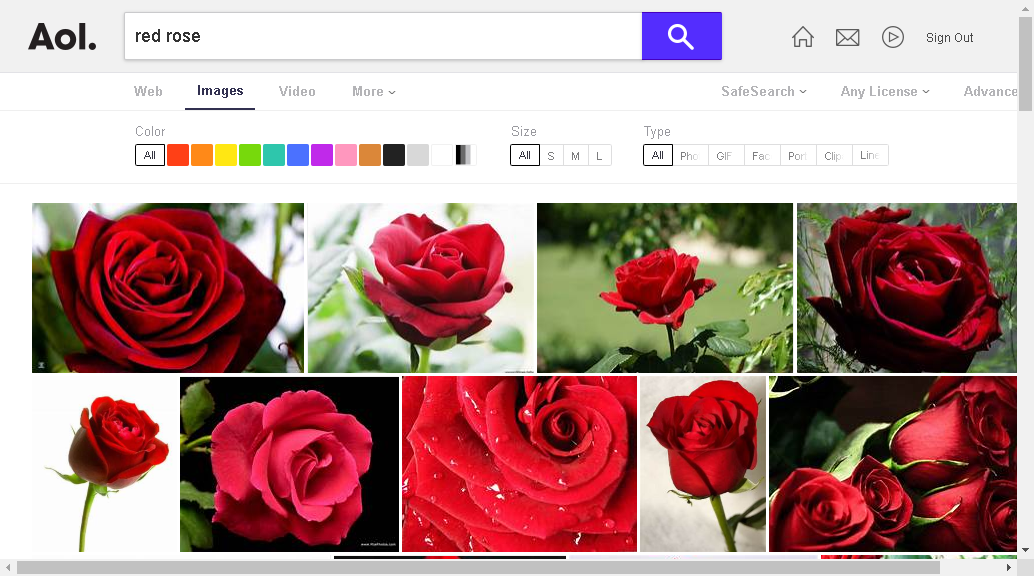 Aol.
red rose
Sign Out
Web
Images
Video
More
SafeSearch
Any License
Advance
Color
Size
Type
All
All
S
M
L
All
Pho
GIF
Fac
Por
Clip
Line